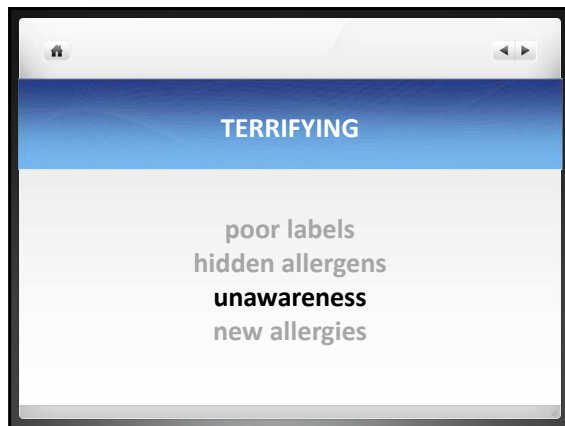 TERRIFYING
poor labels
hidden allergens
unawareness
new allergies